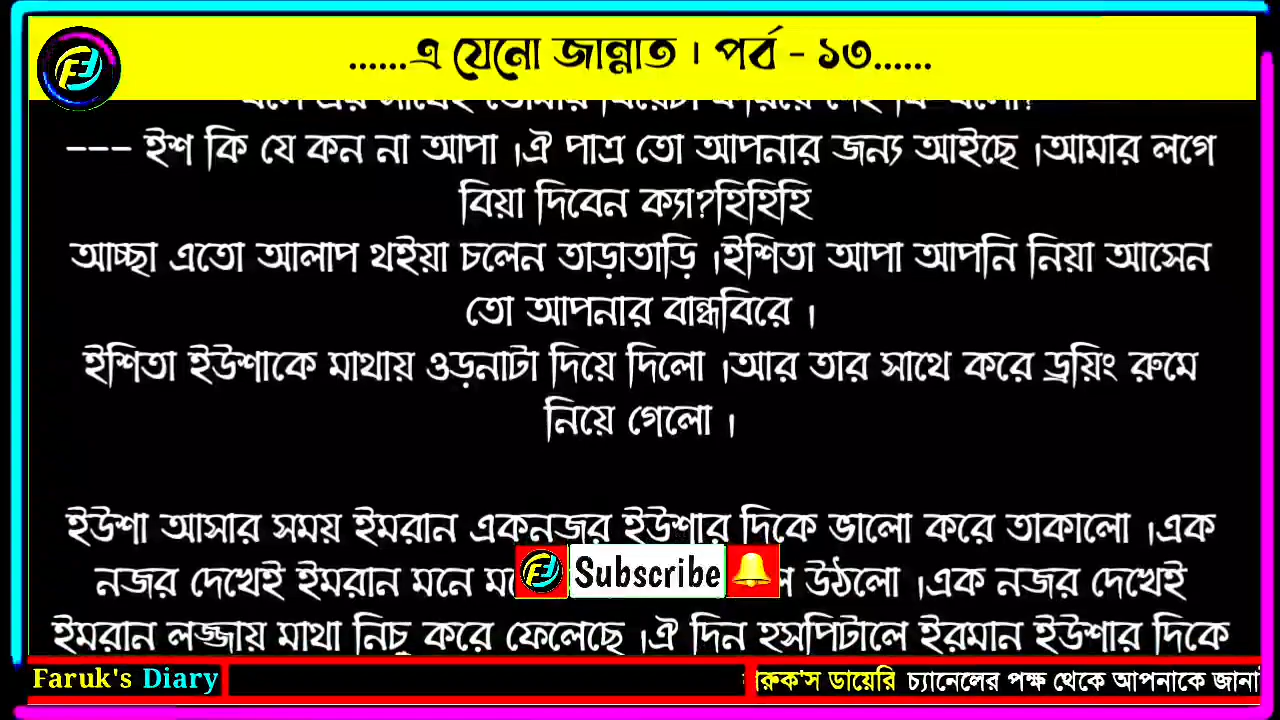 ......এ যেনো জান্নাত । পর্ব - ১৩......
--- ইশ কি যে কন না আপা ।ঐ পাত্র তো আপনার জন্য আইছে ।আমার লগে
বিয়া দিবেন ক্যা?হিহিহি
আচ্ছা এতো আলাপ থইয়া চলেন তাড়াতাড়ি ।ইশিতা আপা আপনি নিয়া আসেন
তো আপনার বান্ধবিরে ।
ইশিতা ইউশাকে মাথায় ওড়নাটা দিয়ে দিলো ।আর তার সাথে করে ড্রয়িং রুমে
নিয়ে গেলো ।
ইউশা আসার সময় ইমরান একনজর ইউশার দিকে ভালো করে তাকালো ।এক
নজর দেখেই ইমরান মনে উঠলো ।এক নজর দেখেই
Subscribe
ইমরান লজ্জায় মাথা নিচু করে ফেলেছে ।ঐ দিন হসপিটালে ইরমান ইউশার দিকে
Faruk's Diary
ডায়েরি চ্যানেলের পক্ষ থেকে আপনাকে